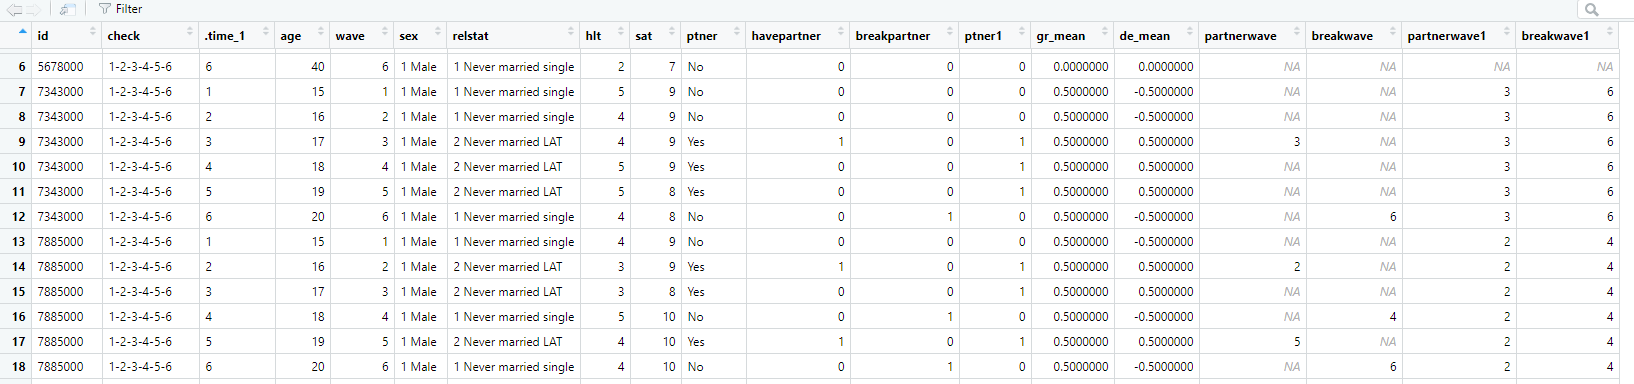 Filter
id check .time_1 age wave sex relstat hlt sat ptner havepartner breakpartner ptner1 gr_mean de_mean partnerwave breakwave partnerwave1 breakwave1
6 5678000 1-2-3-4-5-6 6 40 6 1 Male 1 Never married single 2 7 No 0 0 0 0.0000000 0.0000000 NA NA NA NA
7 7343000 1-2-3-4-5-6 1 15 1 1 Male 1 Never married single 5 9 No 0 0 0 0.5000000 -0.5000000 NA NA 3 6
8 7343000 1-2-3-4-5-6 2 16 2 1 Male 1 Never married single 4 9 No 0 0 0 0.5000000 -0.5000000 NA NA 3 6
9 7343000 1-2-3-4-5-6 3 17 3 1 Male 2 Never married LAT 4 9 Yes 1 0 1 0.5000000 0.5000000 3 NA 3 6
10 7343000 1-2-3-4-5-6 4 18 4 1 Male 2 Never married LAT 5 9 Yes 0 0 1 0.5000000 0.5000000 NA NA 3 6
11 7343000 1-2-3-4-5-6 5 19 5 1 Male 2 Never married LAT 5 8 Yes 0 0 1 0.5000000 0.5000000 NA NA 3 6
12 7343000 1-2-3-4-5-6 6 20 6 1 Male 1 Never married single 4 8 No 0 1 0 0.5000000 -0.5000000 NA 6 3 6
13 7885000 1-2-3-4-5-6 1 15 1 1 Male 1 Never married single 4 9 No 0 0 0 0.5000000 -0.5000000 NA NA 2 4
14 7885000 1-2-3-4-5-6 2 16 2 1 Male 2 Never married LAT 3 9 Yes 1 0 1 0.5000000 0.5000000 2 NA 2 4
15 7885000 1-2-3-4-5-6 3 17 3 1 Male 2 Never married LAT 3 8 Yes 0 0 1 0.5000000 0.5000000 NA NA 2 4
16 7885000 1-2-3-4-5-6 4 18 4 1 Male 1 Never married single 5 10 No 0 1 0 0.5000000 -0.5000000 NA 4 2 4
17 7885000 1-2-3-4-5-6 5 19 5 1 Male 2 Never married LAT 4 10 Yes 1 0 1 0.5000000 0.5000000 5 NA 2 4
18 7885000 1-2-3-4-5-6 6 20 6 1 Male 1 Never married single 4 10 No 0 1 0 0.5000000 -0.5000000 NA 6 2 4